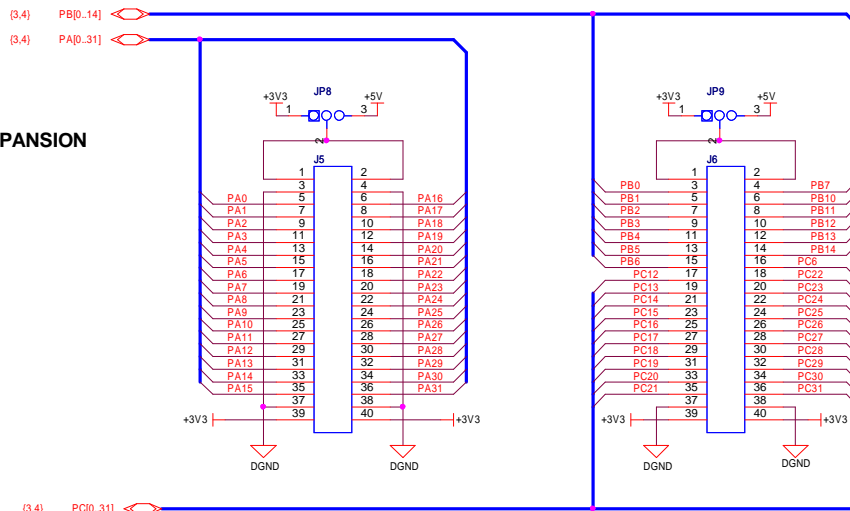 {3,4} PB[0..14]
{3,4} PA[0..31]
PANSION
JP8
+3V3 1 3 +5V
2
J5
1 2
3 4
PA0 5 6 PA16
PA1 7 8 PA17
PA2 9 10 PA18
PA3 11 12 PA19
PA4 13 14 PA20
PA5 15 16 PA21
PA6 17 18 PA22
PA7 19 20 PA23
PA8 21 22 PA24
PA9 23 24 PA25
PA10 25 26 PA26
PA11 27 28 PA27
PA12 29 30 PA28
PA13 31 32 PA29
PA14 33 34 PA30
PA15 35 36 PA31
37 38
+3V3 39 40 +3V3
DGND DGND
JP9
+3V3 1 3 +5V
2
J6
1 2
PB0 3 4 PB7
PB1 5 6 PB10
PB2 7 8 PB11
PB3 9 10 PB12
PB4 11 12 PB13
PB5 13 14 PB14
PB6 15 16 PC6
PC12 17 18 PC22
PC13 19 20 PC23
PC14 21 22 PC24
PC15 23 24 PC25
PC16 25 26 PC26
PC17 27 28 PC27
PC18 29 30 PC28
PC19 31 32 PC29
PC20 33 34 PC30
PC21 35 36 PC31
37 38
+3V3 39 40 +3V3
DGND DGND
{3,4} PC[0..31]